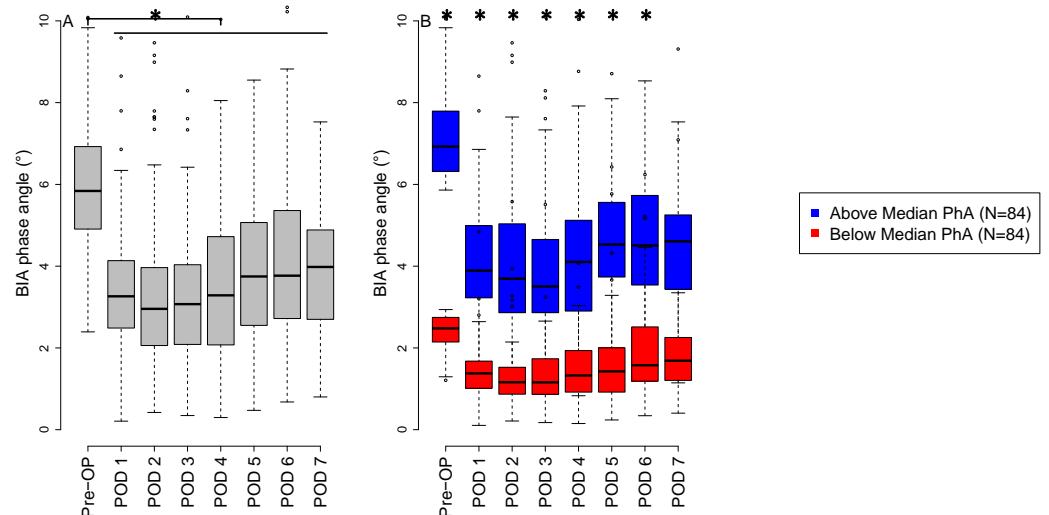 A
*
BIA phase angle (°)
0
2
4
6
8
10
Pre−OP
POD 1
POD 2
POD 3
POD 4
POD 5
POD 6
POD 7
B
* * * * * * *
BIA phase angle (°)
0
2
4
6
8
10
Pre−OP
POD 1
POD 2
POD 3
POD 4
POD 5
POD 6
POD 7
Above Median PhA (N=84)
Below Median PhA (N=84)